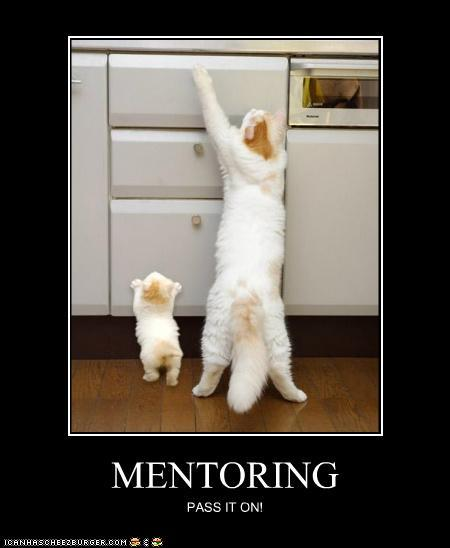 MENTORING
PASS IT ON!
ICANHASCHEEZBURGER.COM